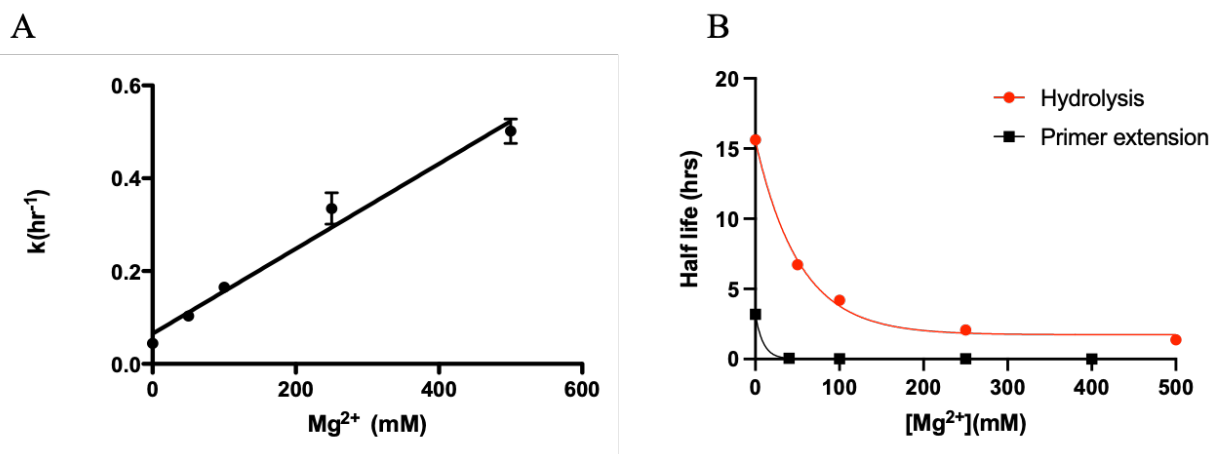 A
0.6
0.4
0.2
0.0
k(hr⁻¹)
0
200
400
600
Mg²⁺ (mM)
B
20
15
10
5
0
Half life (hrs)
Hydrolysis
Primer extension
0
100
200
300
400
500
[Mg²⁺](mM)